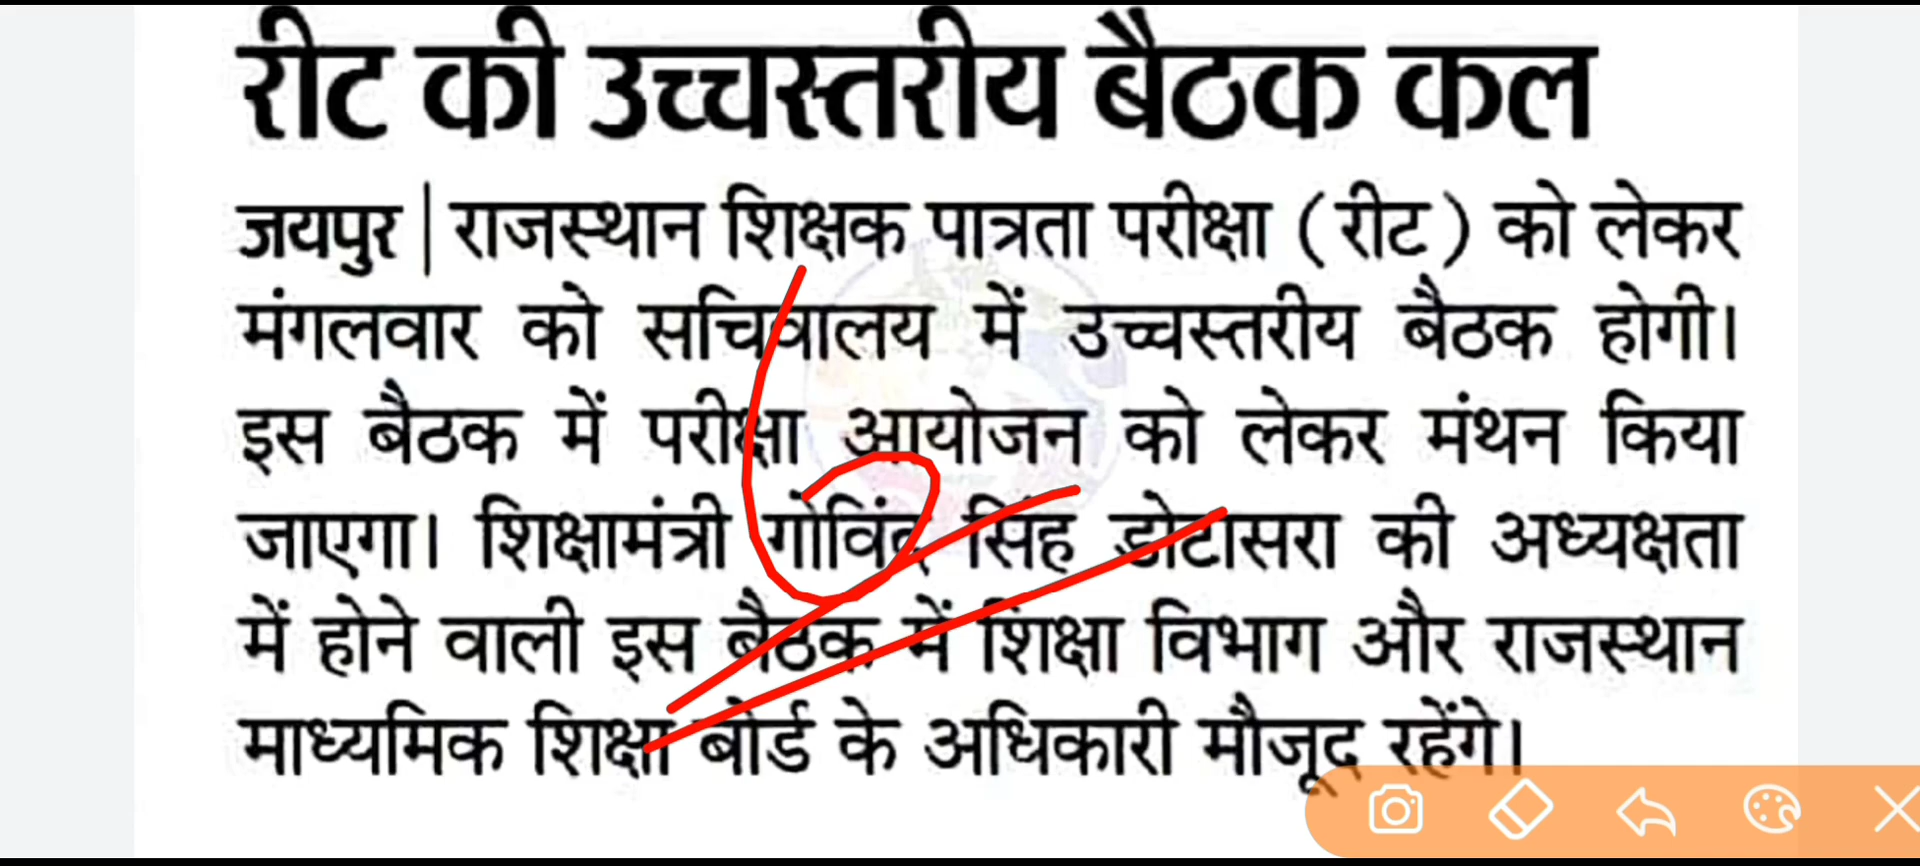 रीट की उच्चस्तरीय बैठक कल
जयपुर | राजस्थान शिक्षक पात्रता परीक्षा (रीट) को लेकर
मंगलवार को सचिवालय में उच्चस्तरीय बैठक होगी।
इस बैठक में परीक्षा आयोजन को लेकर मंथन किया
जाएगा। शिक्षामंत्री गोविंद सिंह डोटासरा की अध्यक्षता
में होने वाली इस बैठक में शिक्षा विभाग और राजस्थान
माध्यमिक शिक्षा बोर्ड के अधिकारी मौजूद रहेंगे।